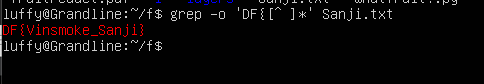 luffy@Grandline:~/f$ grep -o 'DF{[^ ]*' Sanji.txt
DF{Vinsmoke_Sanji}
luffy@Grandline:~/f$